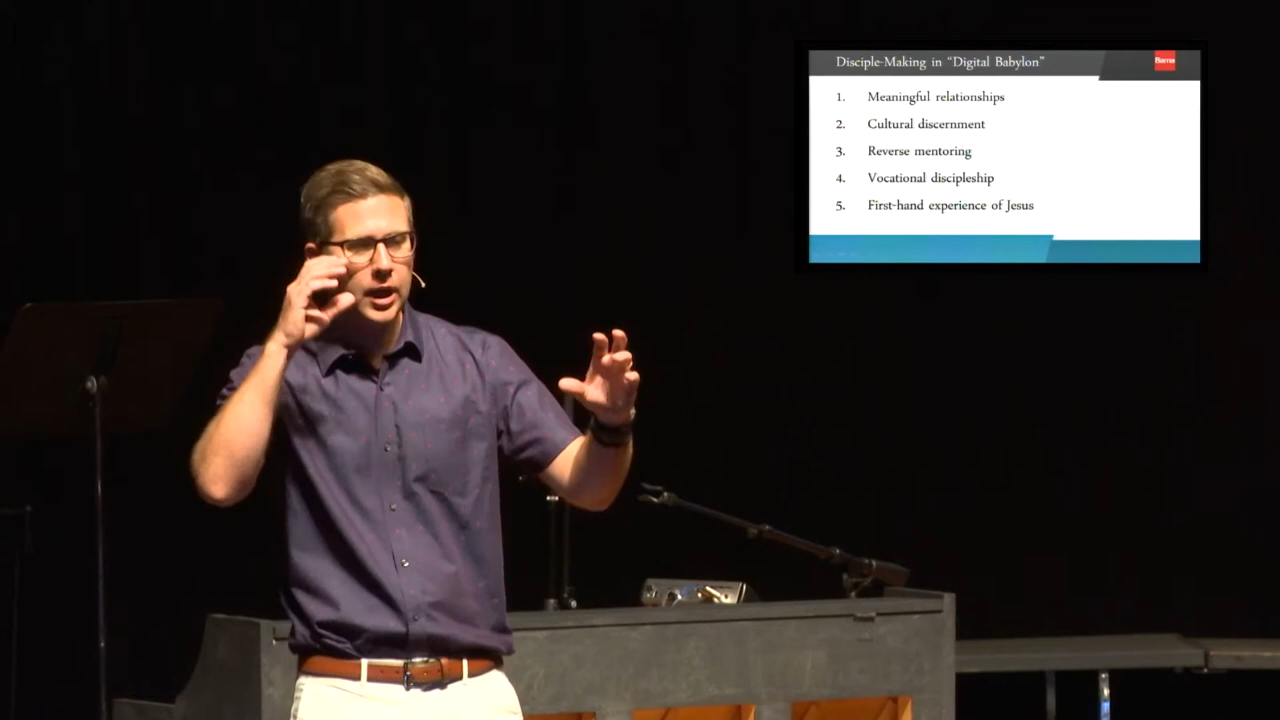 Disciple-Making in “Digital Babylon”
Barna
1. Meaningful relationships
2. Cultural discernment
3. Reverse mentoring
4. Vocational discipleship
5. First-hand experience of Jesus